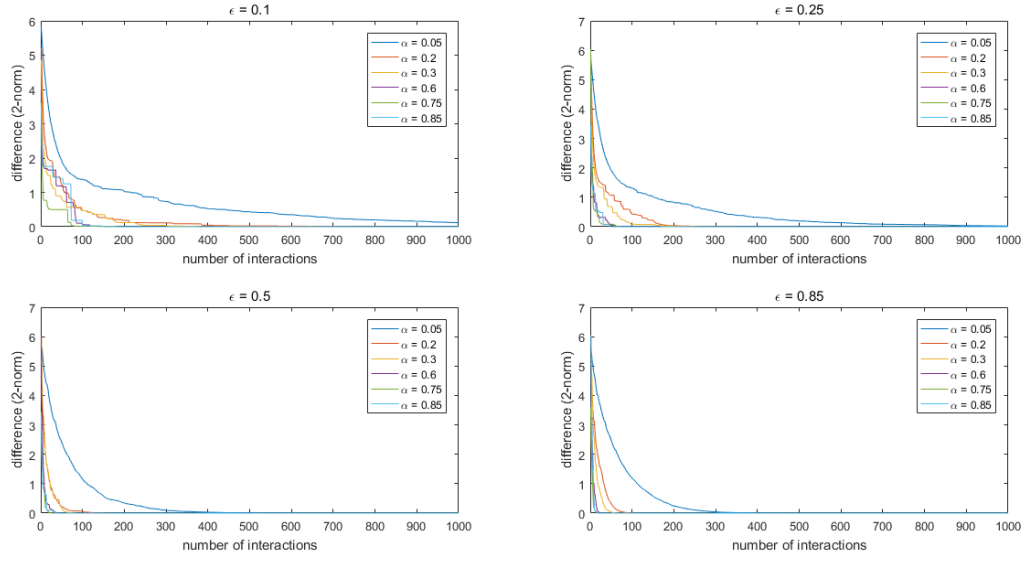 ϵ = 0.1
6
5
4
3
2
1
0
difference (2-norm)
α = 0.05
α = 0.2
α = 0.3
α = 0.6
α = 0.75
α = 0.85
0 100 200 300 400 500 600 700 800 900 1000
number of interactions
ϵ = 0.25
7
6
5
4
3
2
1
0
difference (2-norm)
α = 0.05
α = 0.2
α = 0.3
α = 0.6
α = 0.75
α = 0.85
0 100 200 300 400 500 600 700 800 900 1000
number of interactions
ϵ = 0.5
7
6
5
4
3
2
1
0
difference (2-norm)
α = 0.05
α = 0.2
α = 0.3
α = 0.6
α = 0.75
α = 0.85
0 100 200 300 400 500 600 700 800 900 1000
number of interactions
ϵ = 0.85
7
6
5
4
3
2
1
0
difference (2-norm)
α = 0.05
α = 0.2
α = 0.3
α = 0.6
α = 0.75
α = 0.85
0 100 200 300 400 500 600 700 800 900 1000
number of interactions